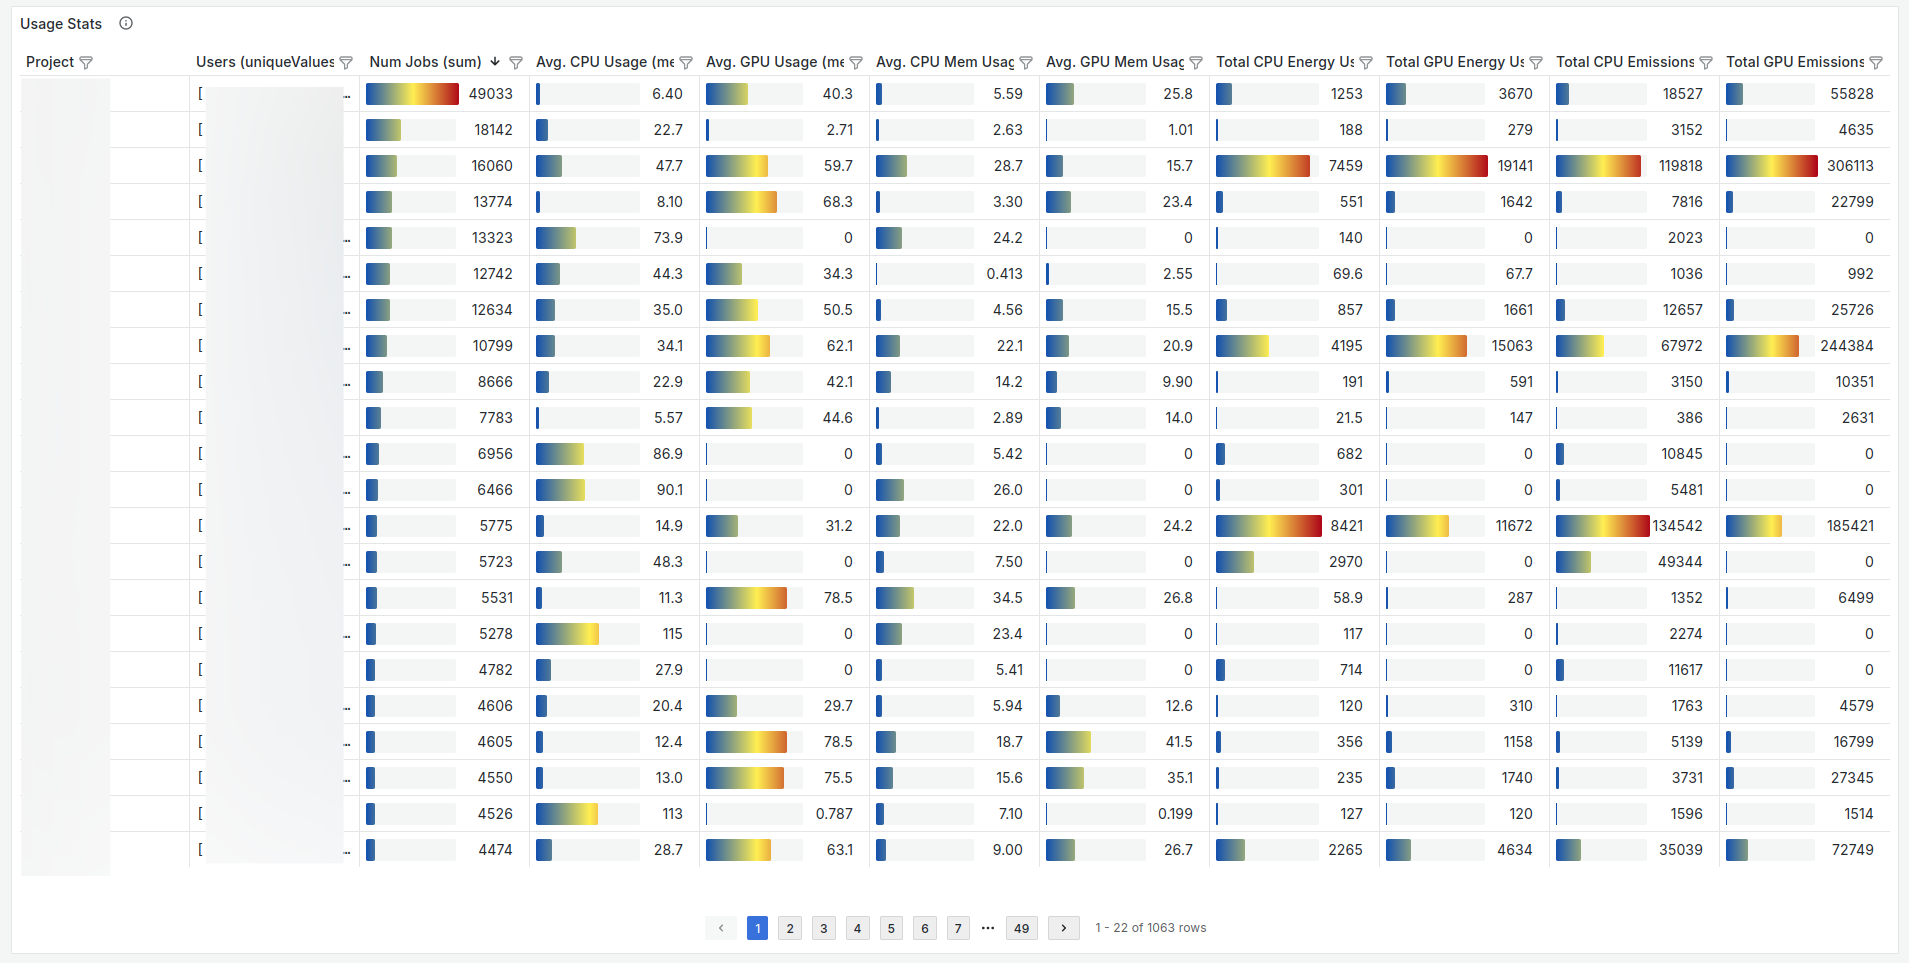 Usage Stats
Project Users (uniqueValues Num Jobs (sum) Avg. CPU Usage (me Avg. GPU Usage (me Avg. CPU Mem Usag Avg. GPU Mem Usag Total CPU Energy Us Total GPU Energy Us Total CPU Emissions Total GPU Emissions
[ ... 49033 6.40 40.3 5.59 25.8 1253 3670 18527 55828
[ 18142 22.7 2.71 2.63 1.01 188 279 3152 4635
[ 16060 47.7 59.7 28.7 15.7 7459 19141 119818 306113
[ 13774 8.10 68.3 3.30 23.4 551 1642 7816 22799
[ ... 13323 73.9 0 24.2 0 140 0 2023 0
[ ... 12742 44.3 34.3 0.413 2.55 69.6 67.7 1036 992
[ ... 12634 35.0 50.5 4.56 15.5 857 1661 12657 25726
[ ... 10799 34.1 62.1 22.1 20.9 4195 15063 67972 244384
[ ... 8666 22.9 42.1 14.2 9.90 191 591 3150 10351
[ ... 7783 5.57 44.6 2.89 14.0 21.5 147 386 2631
[ ... 6956 86.9 0 5.42 0 682 0 10845 0
[ ... 6466 90.1 0 26.0 0 301 0 5481 0
[ ... 5775 14.9 31.2 22.0 24.2 8421 11672 134542 185421
[ ... 5723 48.3 0 7.50 0 2970 0 49344 0
[ ... 5531 11.3 78.5 34.5 26.8 58.9 287 1352 6499
[ ... 5278 115 0 23.4 0 117 0 2274 0
[ 4782 27.9 0 5.41 0 714 0 11617 0
[ ... 4606 20.4 29.7 5.94 12.6 120 310 1763 4579
[ ... 4605 12.4 78.5 18.7 41.5 356 1158 5139 16799
[ ... 4550 13.0 75.5 15.6 35.1 235 1740 3731 27345
[ ... 4526 113 0.787 7.10 0.199 127 120 1596 1514
[ ... 4474 28.7 63.1 9.00 26.7 2265 4634 35039 72749
‹ 1 2 3 4 5 6 7 ... 49 › 1 - 22 of 1063 rows